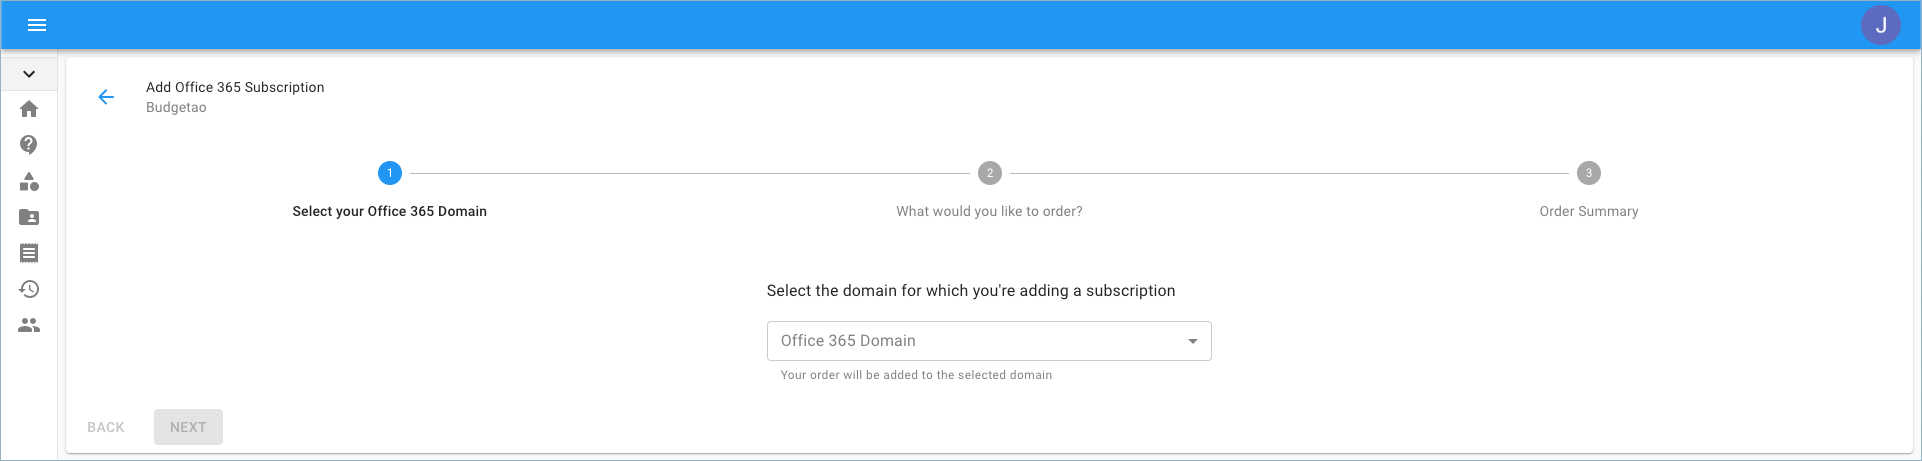 J
Add Office 365 Subscription
Budgetao
1
2
3
Select your Office 365 Domain
What would you like to order?
Order Summary
Select the domain for which you're adding a subscription
Office 365 Domain
Your order will be added to the selected domain
BACK
NEXT